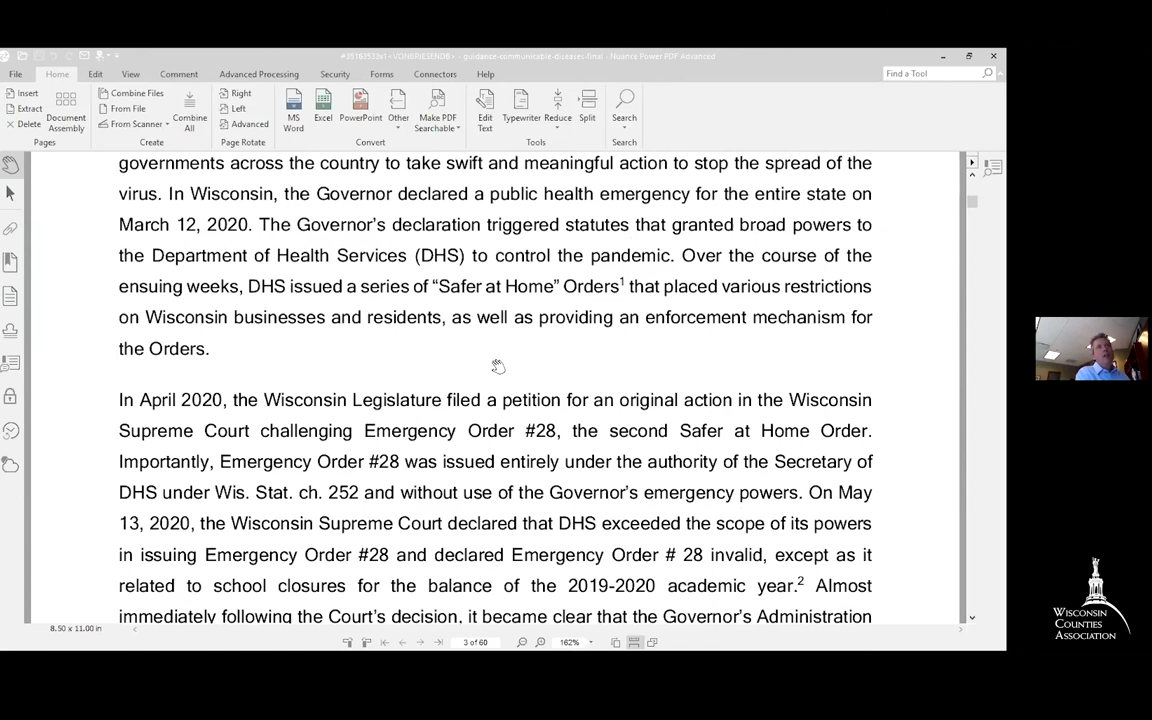 guidance-communicable-diseases-final - Nuance Power PDF Advanced
File Home Edit View Comment Advanced Processing Security Forms Connectors Help
Find a Tool
Insert
Extract
Delete
Pages
Document
Assembly
Combine Files
From File
From Scanner
Create
Combine
All
Right
Left
Advanced
Page Rotate
MS
Word
Excel
PowerPoint
Other
Make PDF
Searchable
Convert
Edit
Text
Typewriter
Reduce
Split
Tools
Search
Search
governments across the country to take swift and meaningful action to stop the spread of the
virus. In Wisconsin, the Governor declared a public health emergency for the entire state on
March 12, 2020. The Governor’s declaration triggered statutes that granted broad powers to
the Department of Health Services (DHS) to control the pandemic. Over the course of the
ensuing weeks, DHS issued a series of “Safer at Home” Orders1 that placed various restrictions
on Wisconsin businesses and residents, as well as providing an enforcement mechanism for
the Orders.
In April 2020, the Wisconsin Legislature filed a petition for an original action in the Wisconsin
Supreme Court challenging Emergency Order #28, the second Safer at Home Order.
Importantly, Emergency Order #28 was issued entirely under the authority of the Secretary of
DHS under Wis. Stat. ch. 252 and without use of the Governor’s emergency powers. On May
13, 2020, the Wisconsin Supreme Court declared that DHS exceeded the scope of its powers
in issuing Emergency Order #28 and declared Emergency Order # 28 invalid, except as it
related to school closures for the balance of the 2019-2020 academic year.2 Almost
immediately following the Court’s decision, it became clear that the Governor’s Administration
8.50 x 11.00 in
3 of 60
162%
WISCONSIN
COUNTIES
ASSOCIATION